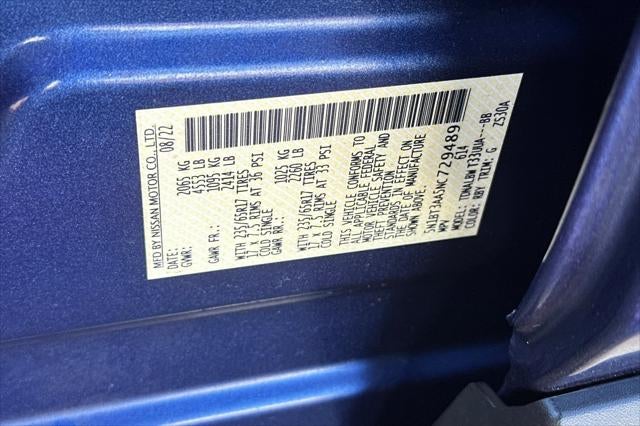 MFD BY NISSAN MOTOR CO., LTD.
DATE: 08/22
GVWR: 2065 KG
4553 LB
GAWR FR.: 1095 KG
2414 LB
WITH 235/65R17
17 X 7.5 RIMS AT 36 PSI
COLD SINGLE
GAWR RR.: 1025 KG
2260 LB
WITH 235/65R17
17 X 7.5 RIMS AT 33 PSI
COLD SINGLE
THIS VEHICLE CONFORMS TO
ALL APPLICABLE FEDERAL
MOTOR VEHICLE SAFETY AND
THEFT PREVENTION
STANDARDS IN EFFECT ON
THE DATE OF MANUFACTURE
SHOWN ABOVE.
5N1BT3AA5NC729489
MPV 614
MODEL: TDMALBW T33UUA---BB
COLOR: RBY TRIM: G ZS30A